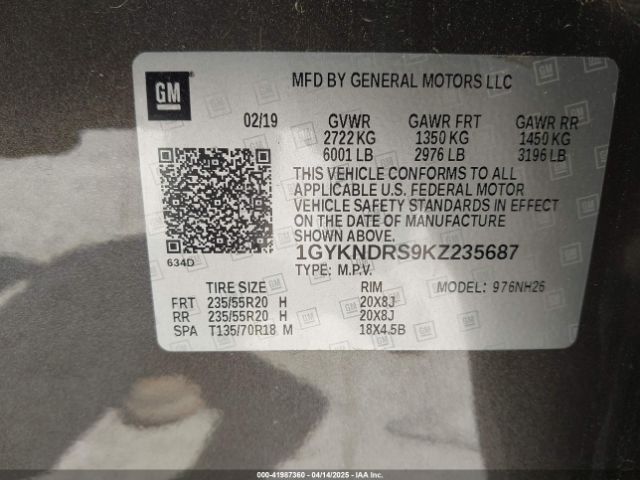 GM
MFD BY GENERAL MOTORS LLC
02/19 GVWR GAWR FRT GAWR RR
2722 KG 1350 KG 1450 KG
6001 LB 2976 LB 3196 LB
THIS VEHICLE CONFORMS TO ALL
APPLICABLE U.S. FEDERAL MOTOR
VEHICLE SAFETY STANDARDS IN EFFECT
ON THE DATE OF MANUFACTURE
SHOWN ABOVE.
1GYKNDRS9KZ235687
634D
TYPE: M.P.V.
TIRE SIZE RIM MODEL: 976NH26
FRT 235/55R20 H 20X8J
RR 235/55R20 H 20X8J
SPA T135/70R18 M 18X4.5B
000-41987360 - 04/14/2025 - IAAI.COM